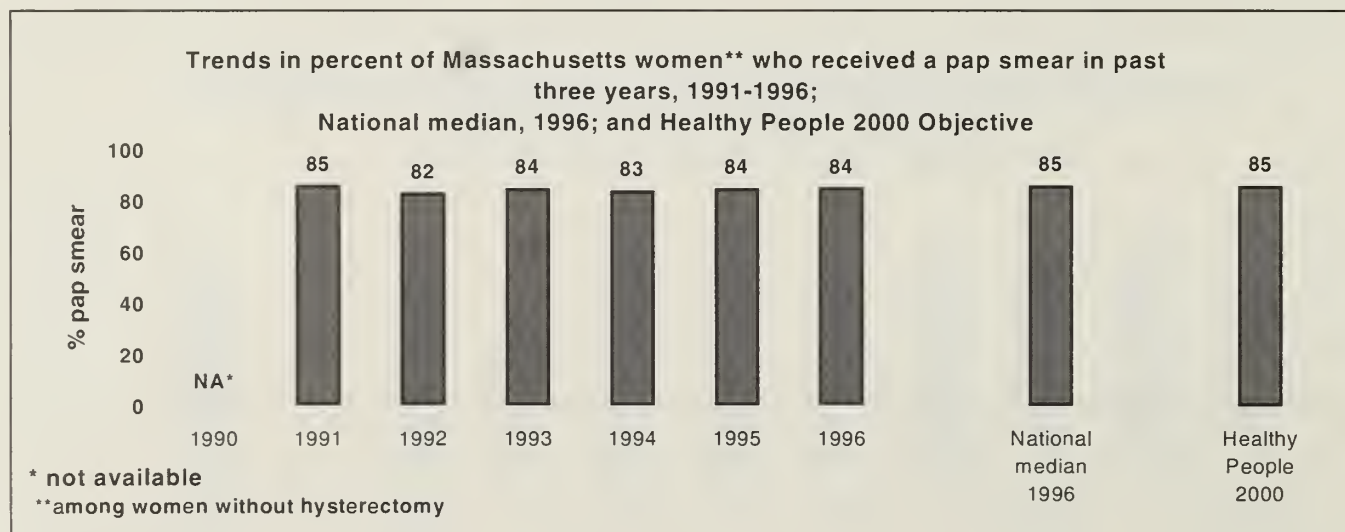 Trends in percent of Massachusetts women** who received a pap smear in past
three years, 1991-1996;
National median, 1996; and Healthy People 2000 Objective
% pap smear
100
80
60
40
20
0
NA*
85
82
84
83
84
84
85
85
1990 1991 1992 1993 1994 1995 1996 National median 1996 Healthy People 2000
* not available
**among women without hysterectomy